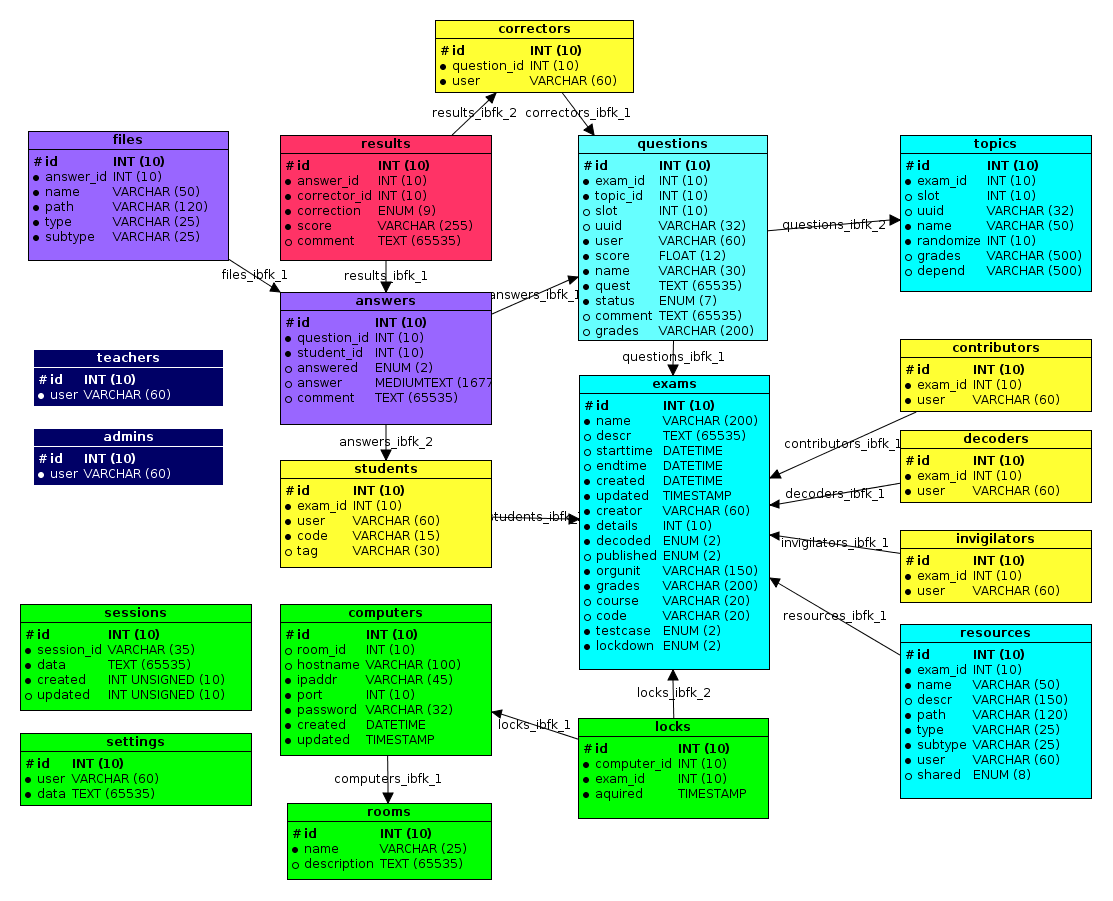 correctors
# id INT (10)
● question_id INT (10)
● user VARCHAR (60)
results_ibfk_2
correctors_ibfk_1
files
# id INT (10)
● answer_id INT (10)
● name VARCHAR (50)
● path VARCHAR (120)
● type VARCHAR (25)
● subtype VARCHAR (25)
files_ibfk_1
results
# id INT (10)
● answer_id INT (10)
● corrector_id INT (10)
● correction ENUM (9)
● score VARCHAR (255)
○ comment TEXT (65535)
results_ibfk_1
questions
# id INT (10)
● exam_id INT (10)
● topic_id INT (10)
○ slot INT (10)
○ uuid VARCHAR (32)
● user VARCHAR (60)
● score FLOAT (12)
● name VARCHAR (30)
● quest TEXT (65535)
● status ENUM (7)
○ comment TEXT (65535)
○ grades VARCHAR (200)
questions_ibfk_2
questions_ibfk_1
topics
# id INT (10)
● exam_id INT (10)
○ slot INT (10)
○ uuid VARCHAR (32)
● name VARCHAR (50)
● randomize INT (10)
○ grades VARCHAR (500)
○ depend VARCHAR (500)
answers
# id INT (10)
● question_id INT (10)
● student_id INT (10)
○ answered ENUM (2)
○ answer MEDIUMTEXT (1677
○ comment TEXT (65535)
answers_ibfk_1
answers_ibfk_2
teachers
# id INT (10)
● user VARCHAR (60)
admins
# id INT (10)
● user VARCHAR (60)
students
# id INT (10)
● exam_id INT (10)
● user VARCHAR (60)
● code VARCHAR (15)
○ tag VARCHAR (30)
students_ibfk_1
exams
# id INT (10)
● name VARCHAR (200)
○ descr TEXT (65535)
○ starttime DATETIME
○ endtime DATETIME
● created DATETIME
● updated TIMESTAMP
● creator VARCHAR (60)
● details INT (10)
● decoded ENUM (2)
○ published ENUM (2)
● orgunit VARCHAR (150)
● grades VARCHAR (200)
○ course VARCHAR (20)
○ code VARCHAR (20)
● testcase ENUM (2)
● lockdown ENUM (2)
contributors
# id INT (10)
● exam_id INT (10)
● user VARCHAR (60)
contributors_ibfk_1
decoders
# id INT (10)
● exam_id INT (10)
● user VARCHAR (60)
decoders_ibfk_1
invigilators
# id INT (10)
● exam_id INT (10)
● user VARCHAR (60)
invigilators_ibfk_1
resources
# id INT (10)
● exam_id INT (10)
● name VARCHAR (50)
○ descr VARCHAR (150)
● path VARCHAR (120)
● type VARCHAR (25)
● subtype VARCHAR (25)
● user VARCHAR (60)
○ shared ENUM (8)
resources_ibfk_1
sessions
# id INT (10)
● session_id VARCHAR (35)
● data TEXT (65535)
● created INT UNSIGNED (10)
○ updated INT UNSIGNED (10)
settings
# id INT (10)
● user VARCHAR (60)
● data TEXT (65535)
computers
# id INT (10)
○ room_id INT (10)
○ hostname VARCHAR (100)
● ipaddr VARCHAR (45)
● port INT (10)
● password VARCHAR (32)
● created DATETIME
● updated TIMESTAMP
computers_ibfk_1
locks_ibfk_1
locks_ibfk_2
locks
# id INT (10)
● computer_id INT (10)
● exam_id INT (10)
● aquired TIMESTAMP
rooms
# id INT (10)
● name VARCHAR (25)
○ description TEXT (65535)